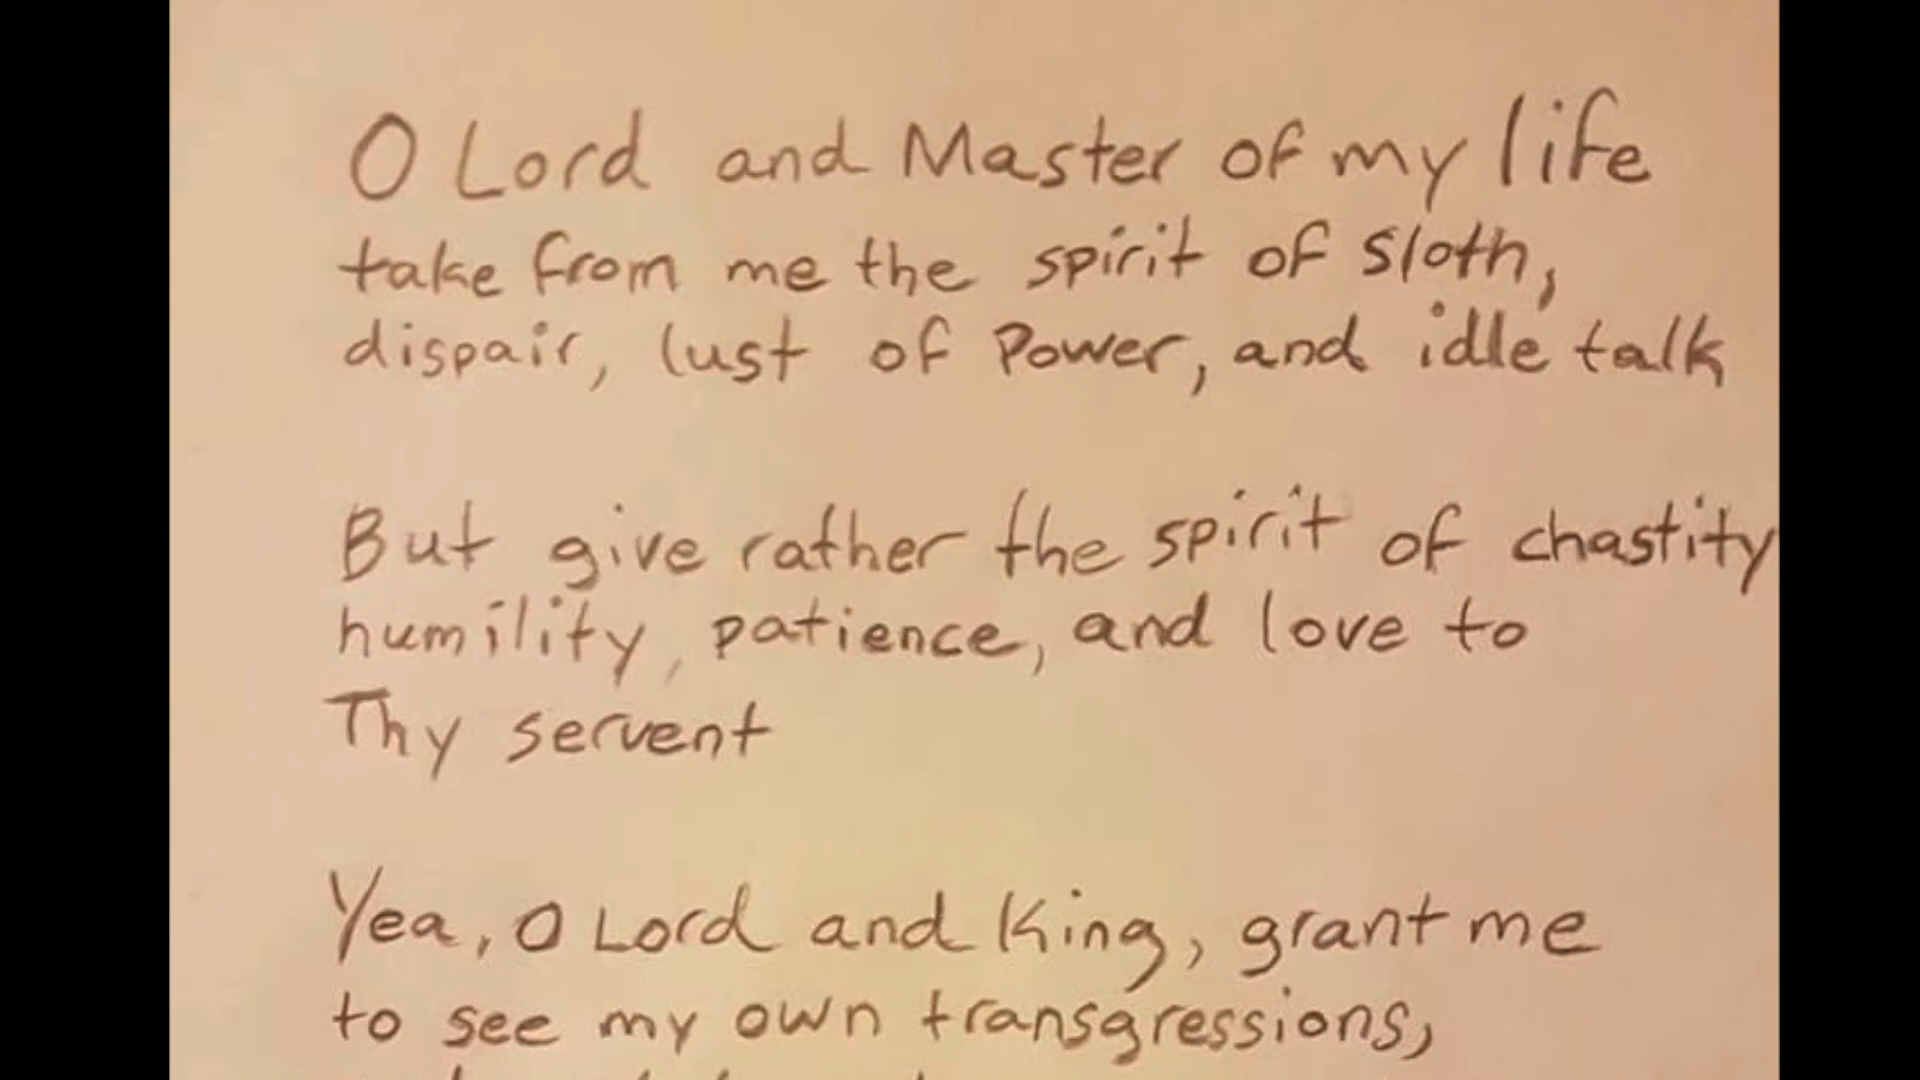 O Lord and Master of my life
take from me the spirit of sloth,
dispair, lust of Power, and idle talk
But give rather the spirit of chastity
humility, patience, and love to
Thy servent
Yea, O Lord and King, grant me
to see my own transgressions,